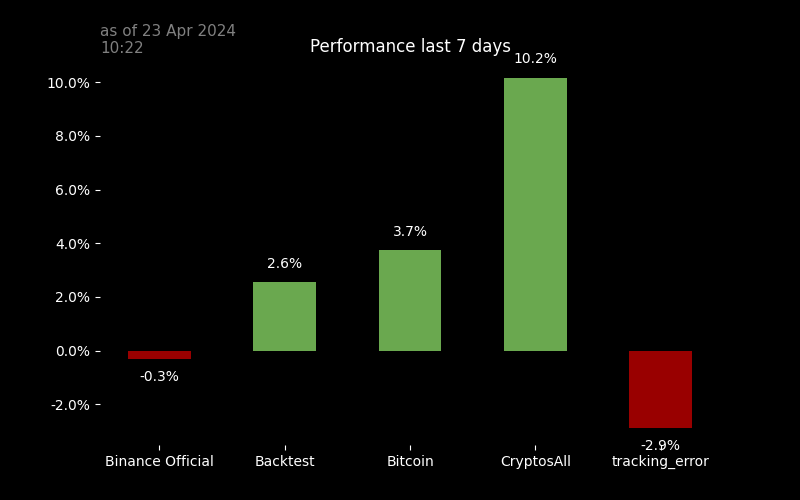 as of 23 Apr 2024
10:22
Performance last 7 days
10.2%
10.0%
8.0%
6.0%
4.0%
3.7%
2.6%
2.0%
0.0%
-0.3%
-2.0%
-2.9%
Binance Official
Backtest
Bitcoin
CryptosAll
tracking_error